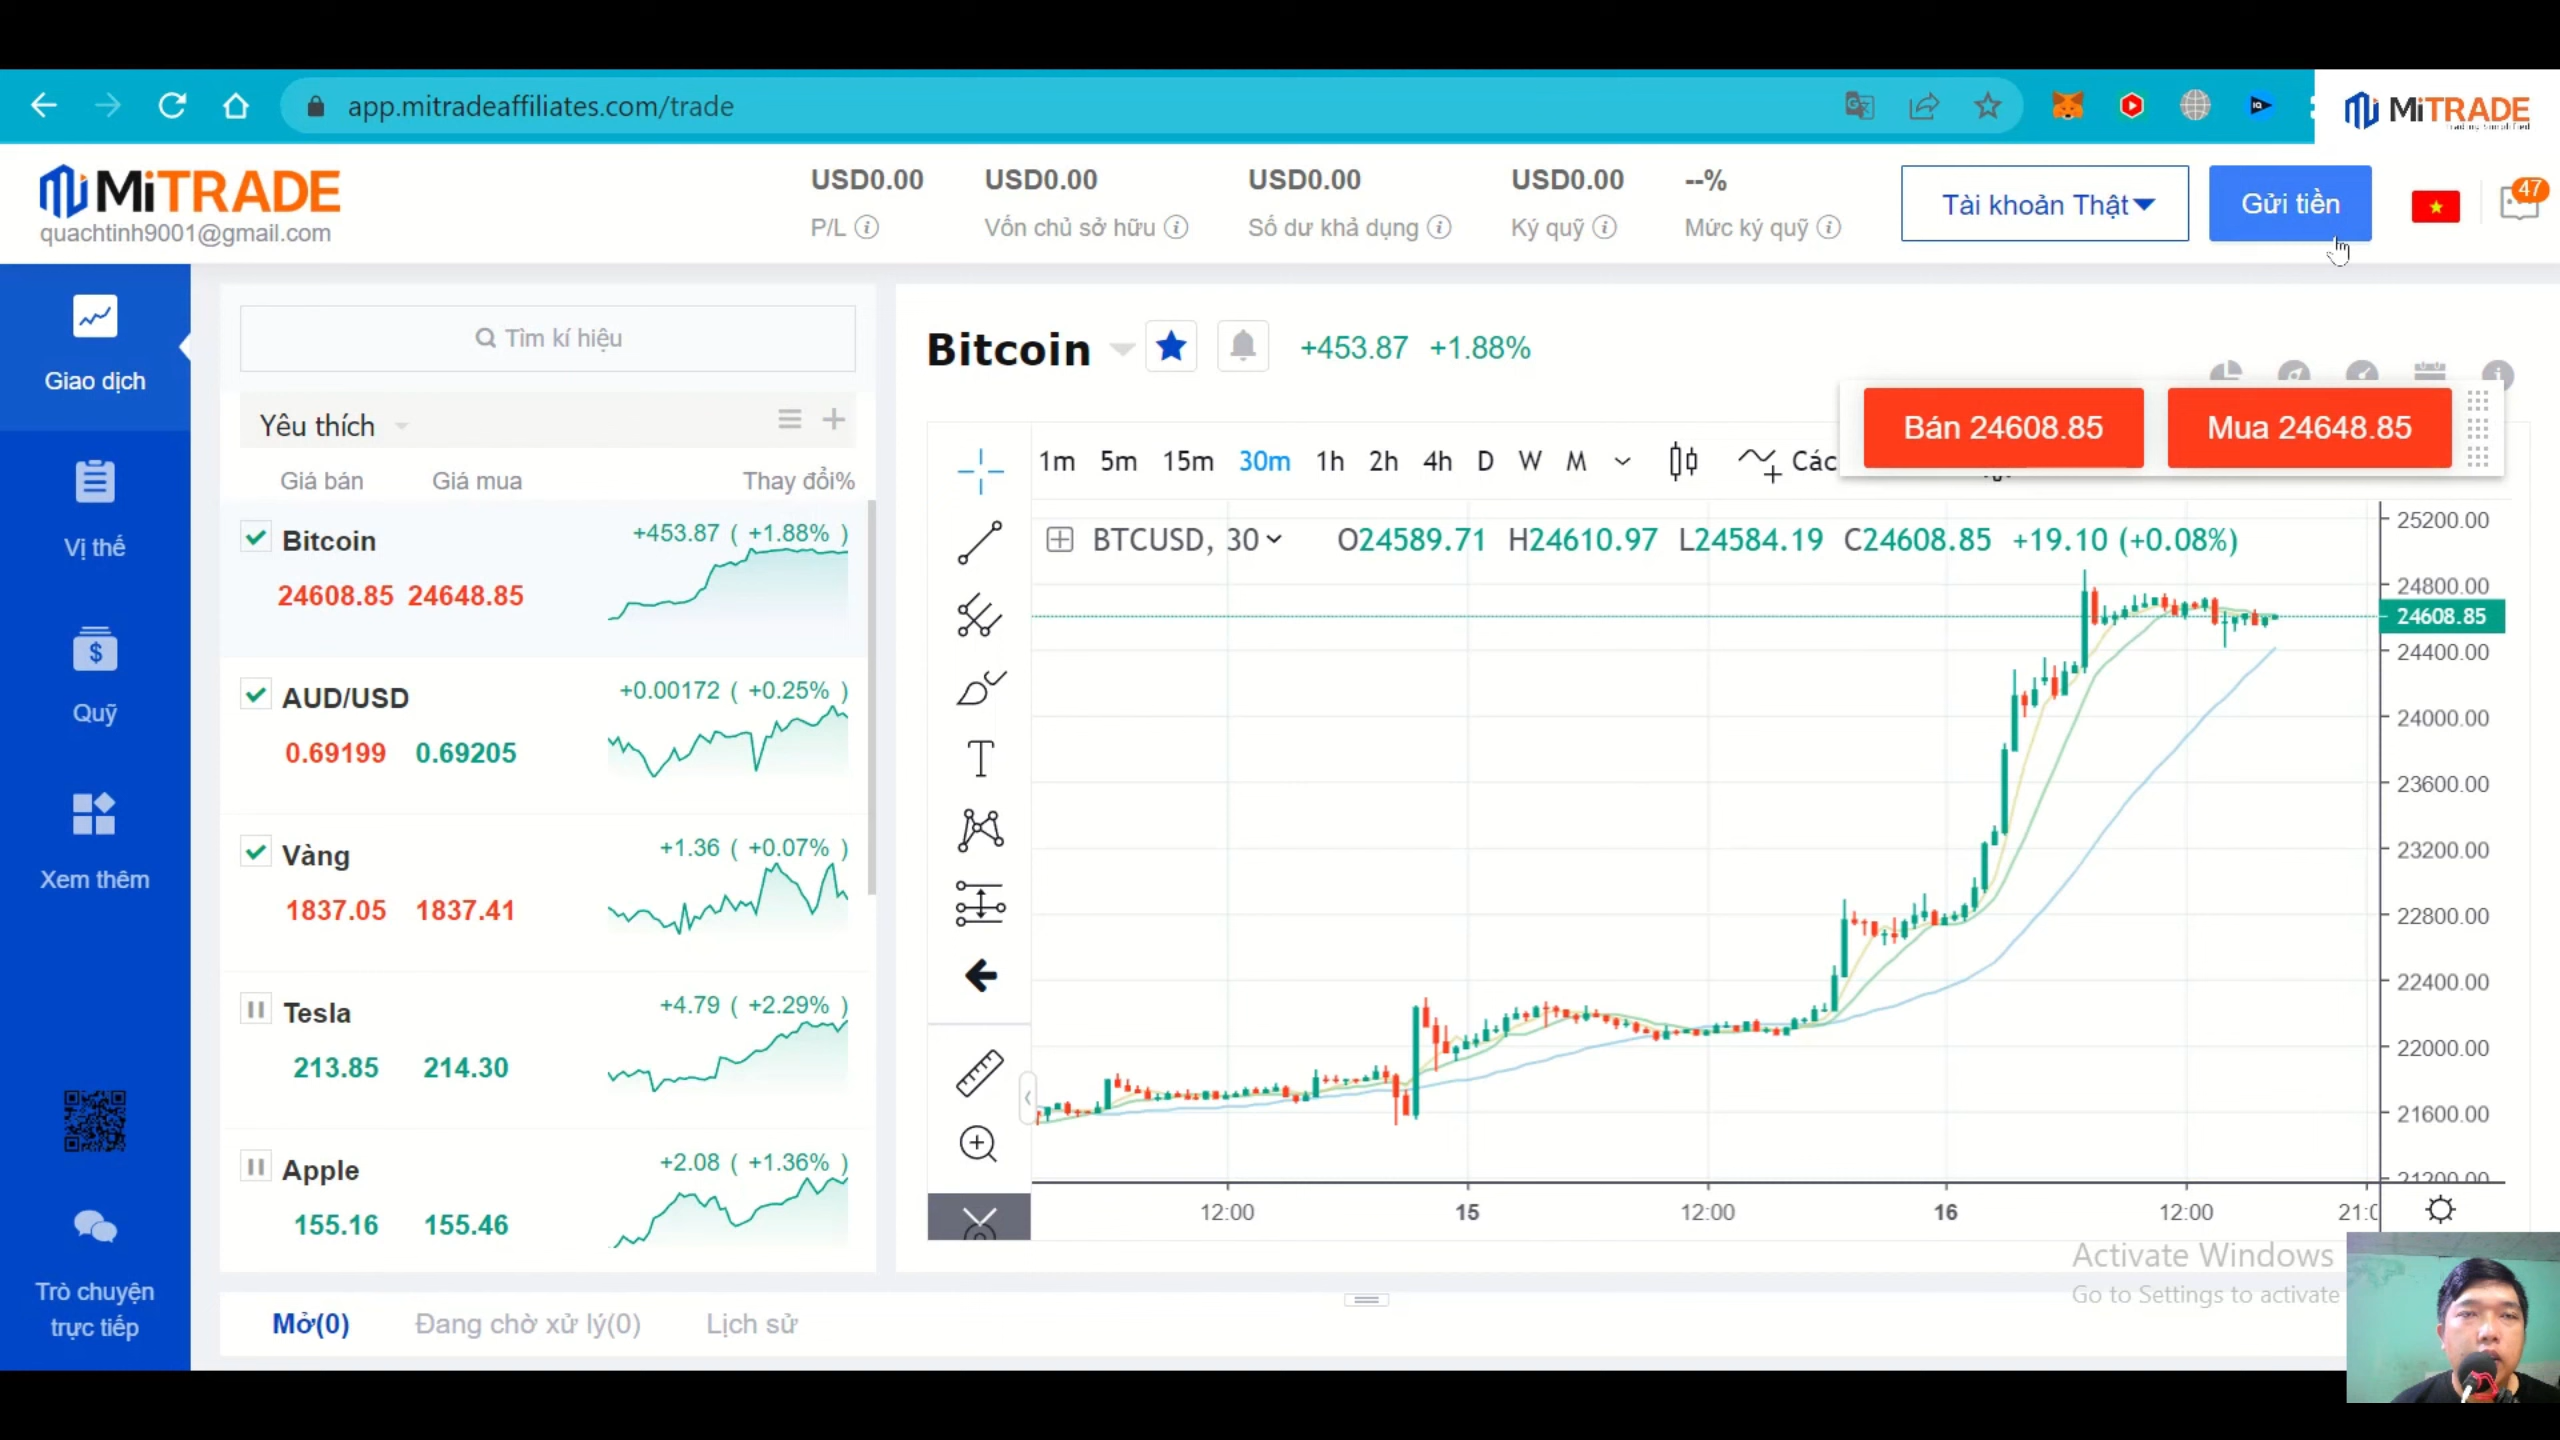 app.mitradeaffiliates.com/trade
MiTRADE
MiTRADE
quachtinh9001@gmail.com
USD0.00 USD0.00 USD0.00 USD0.00 --%
P/L Vốn chủ sở hữu Số dư khả dụng Ký quỹ Mức ký quỹ
Tài khoản Thật
Gửi tiền
47
Giao dịch
Vị thế
Quỹ
Xem thêm
Trò chuyện
trực tiếp
Tìm kí hiệu
Yêu thích
Giá bán Giá mua Thay đổi%
Bitcoin +453.87 ( +1.88% )
24608.85 24648.85
AUD/USD +0.00172 ( +0.25% )
0.69199 0.69205
Vàng +1.36 ( +0.07% )
1837.05 1837.41
Tesla +4.79 ( +2.29% )
213.85 214.30
Apple +2.08 ( +1.36% )
155.16 155.46
Bitcoin +453.87 +1.88%
Bán 24608.85 Mua 24648.85
1m 5m 15m 30m 1h 2h 4h D W M Các
BTCUSD, 30 O24589.71 H24610.97 L24584.19 C24608.85 +19.10 (+0.08%)
25200.00
24800.00
24608.85
24400.00
24000.00
23600.00
23200.00
22800.00
22400.00
22000.00
21600.00
21200.00
12:00 15 12:00 16 12:00
Activate Windows
Go to Settings to activate
Mở(0) Đang chờ xử lý(0) Lịch sử